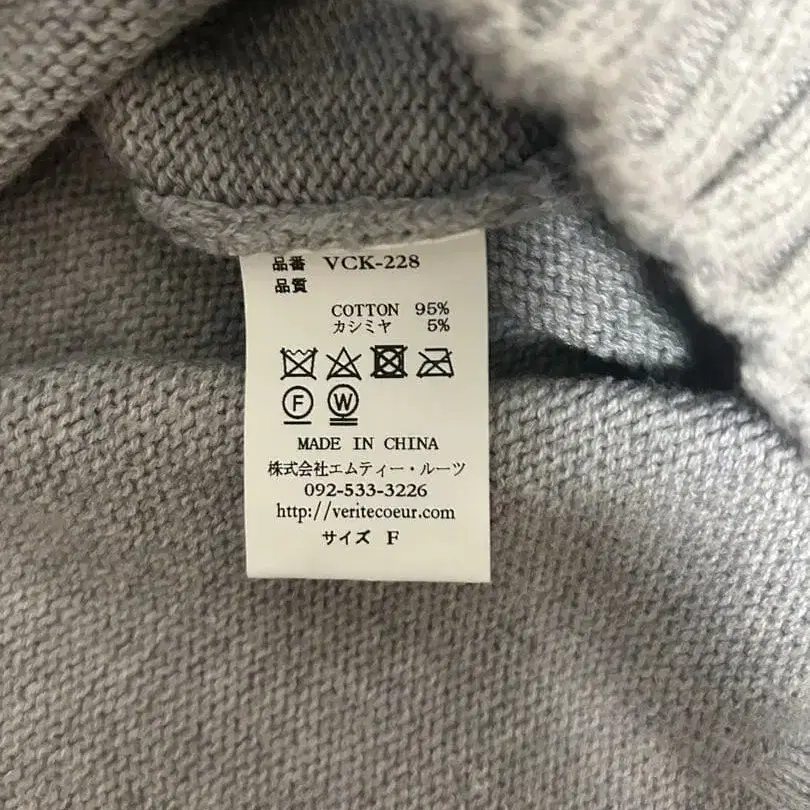 品番 VCK-228
品質
COTTON 95%
カシミヤ 5%
F W
MADE IN CHINA
株式会社エムティー・ルーツ
092-533-3226
http://veritecoeur.com
サイズ F